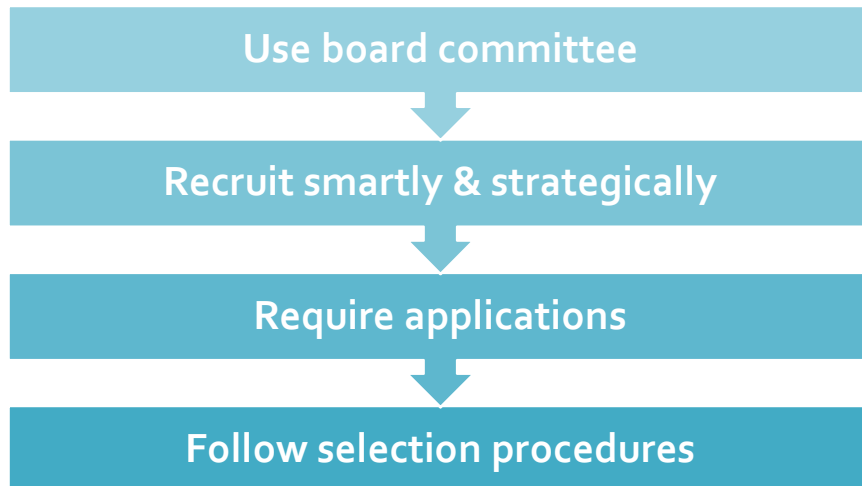 Use board committee
Recruit smartly & strategically
Require applications
Follow selection procedures